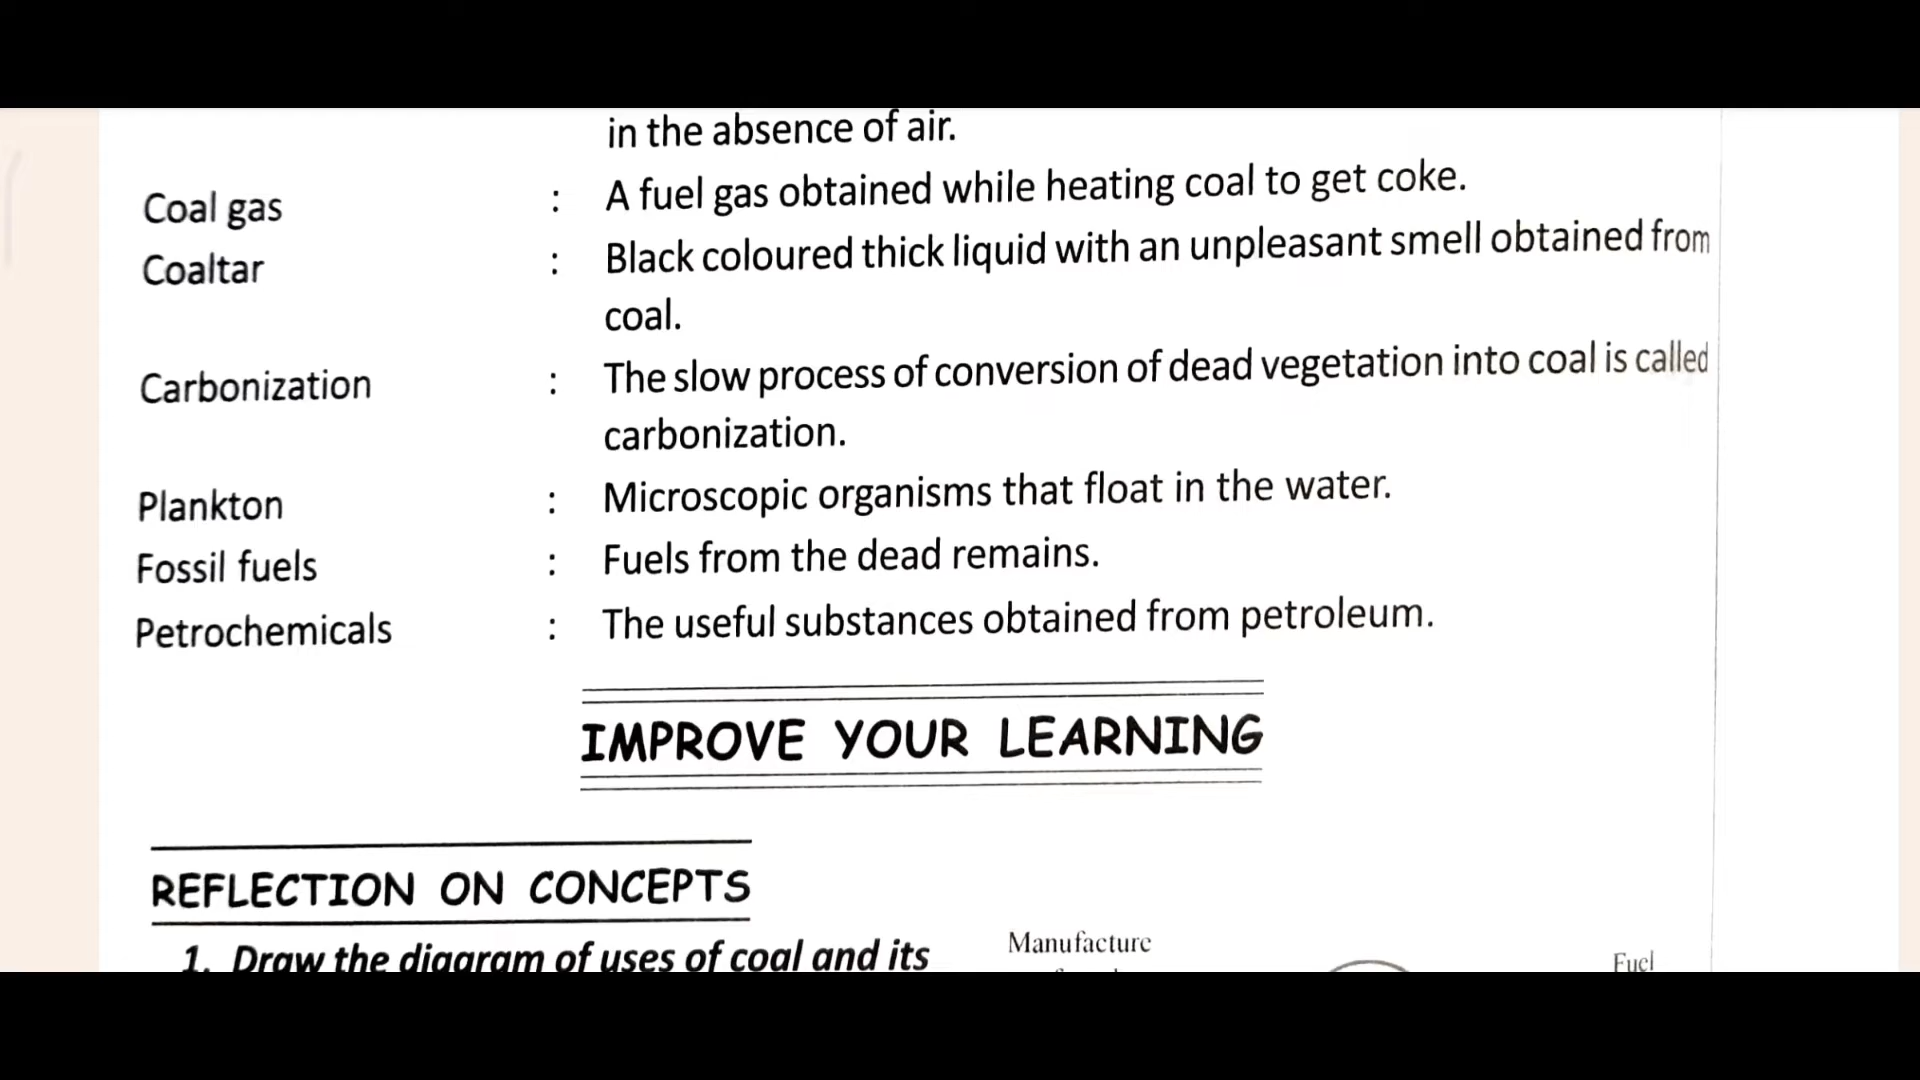 in the absence of air.
Coal gas : A fuel gas obtained while heating coal to get coke.
Coaltar : Black coloured thick liquid with an unpleasant smell obtained from
coal.
Carbonization : The slow process of conversion of dead vegetation into coal is called
carbonization.
Plankton : Microscopic organisms that float in the water.
Fossil fuels : Fuels from the dead remains.
Petrochemicals : The useful substances obtained from petroleum.
IMPROVE YOUR LEARNING
REFLECTION ON CONCEPTS
1. Draw the diagram of uses of coal and its
Manufacture
Fuel